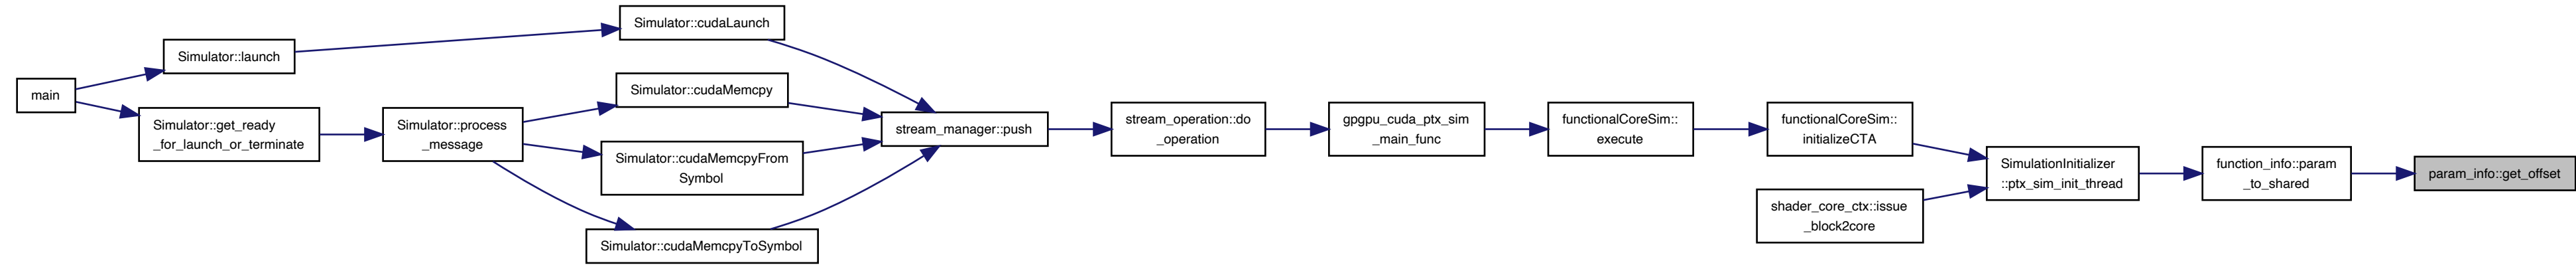 main
Simulator::launch
Simulator::get_ready
_for_launch_or_terminate
Simulator::process
_message
Simulator::cudaLaunch
Simulator::cudaMemcpy
Simulator::cudaMemcpyFrom
Symbol
Simulator::cudaMemcpyToSymbol
stream_manager::push
stream_operation::do
_operation
gpgpu_cuda_ptx_sim
_main_func
functionalCoreSim::
execute
functionalCoreSim::
initializeCTA
shader_core_ctx::issue
_block2core
SimulationInitializer
::ptx_sim_init_thread
function_info::param
_to_shared
param_info::get_offset